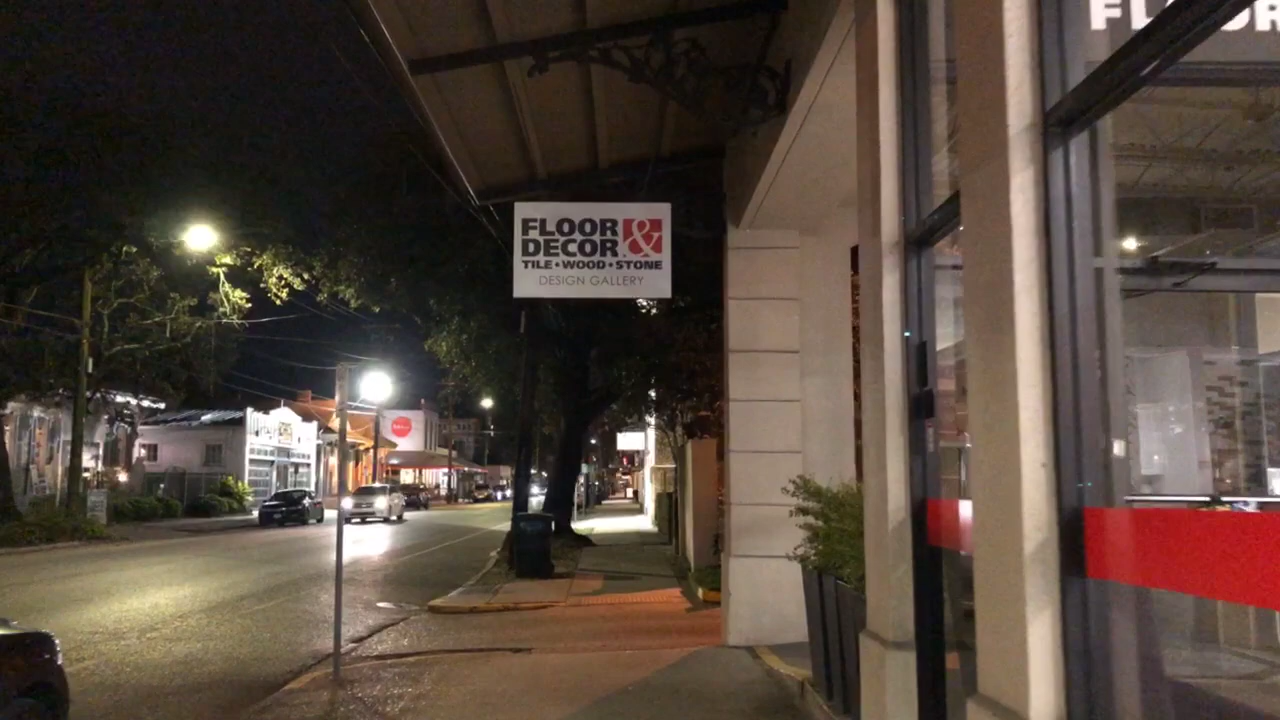 FLOOR &
DECOR
TILE • WOOD • STONE
DESIGN GALLERY
FLOOR